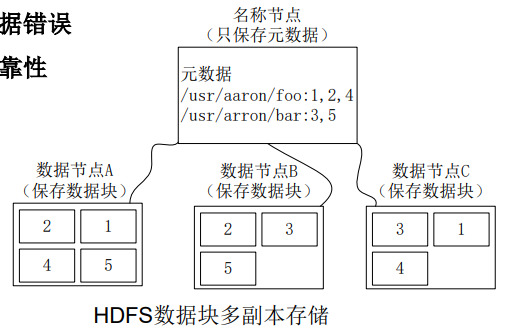 据错误
靠性
名称节点
（只保存元数据）
元数据
/usr/aaron/foo:1,2,4
/usr/arron/bar:3,5
数据节点A
（保存数据块）
2 1
4 5
数据节点B
（保存数据块）
2 3
5
数据节点C
（保存数据块）
3 1
4
HDFS数据块多副本存储